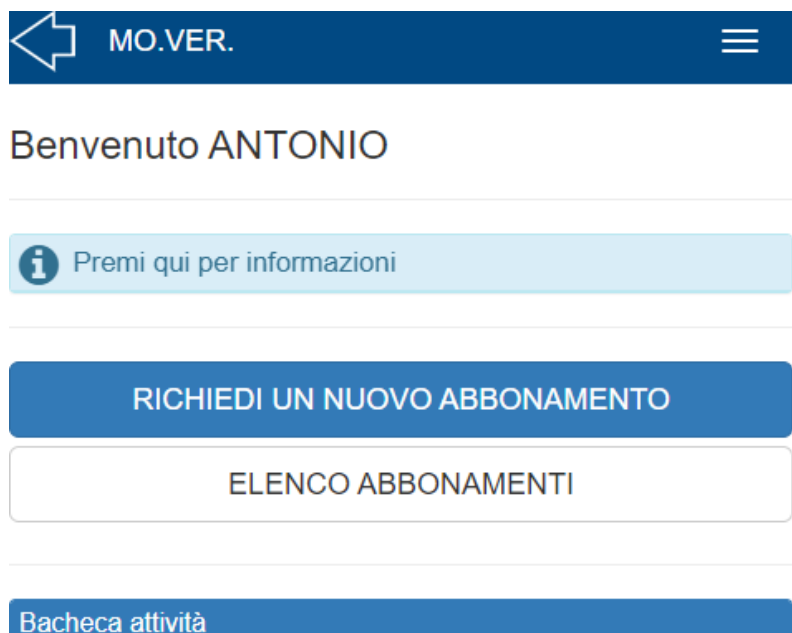 MO.VER.
Benvenuto ANTONIO
Premi qui per informazioni
RICHIEDI UN NUOVO ABBONAMENTO
ELENCO ABBONAMENTI
Bacheca attività